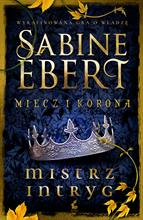 WYRAFINOWANA GRA O WŁADZĘ
SABINE
EBERT
MIECZ I KORONA
MISTRZ
INTRYG